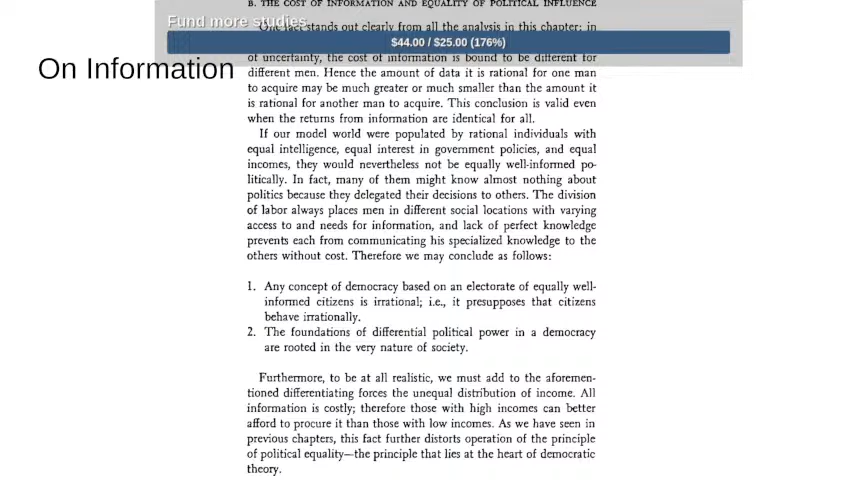 B. THE COST OF INFORMATION AND EQUALITY OF POLITICAL INFLUENCE
Fund more studies
One fact stands out clearly from all the analysis in this chapter: in
$44.00 / $25.00 (176%)
of uncertainty, the cost of information is bound to be different for
On Information
different men. Hence the amount of data it is rational for one man
to acquire may be much greater or much smaller than the amount it
is rational for another man to acquire. This conclusion is valid even
when the returns from information are identical for all.
If our model world were populated by rational individuals with
equal intelligence, equal interest in government policies, and equal
incomes, they would nevertheless not be equally well-informed po-
litically. In fact, many of them might know almost nothing about
politics because they delegated their decisions to others. The division
of labor always places men in different social locations with varying
access to and needs for information, and lack of perfect knowledge
prevents each from communicating his specialized knowledge to the
others without cost. Therefore we may conclude as follows:
1. Any concept of democracy based on an electorate of equally well-
informed citizens is irrational; i.e., it presupposes that citizens
behave irrationally.
2. The foundations of differential political power in a democracy
are rooted in the very nature of society.
Furthermore, to be at all realistic, we must add to the aforemen-
tioned differentiating forces the unequal distribution of income. All
information is costly; therefore those with high incomes can better
afford to procure it than those with low incomes. As we have seen in
previous chapters, this fact further distorts operation of the principle
of political equality—the principle that lies at the heart of democratic
theory.